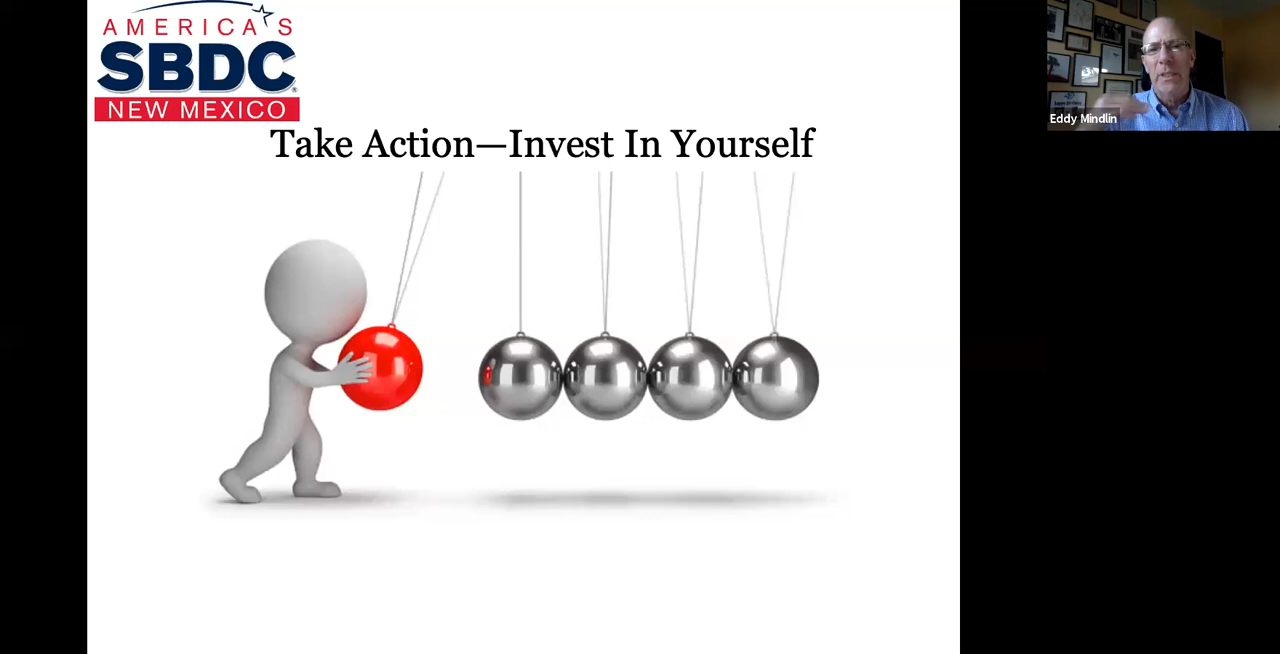 AMERICA'S
SBDC
NEW MEXICO
Take Action—Invest In Yourself
Eddy Mindlin